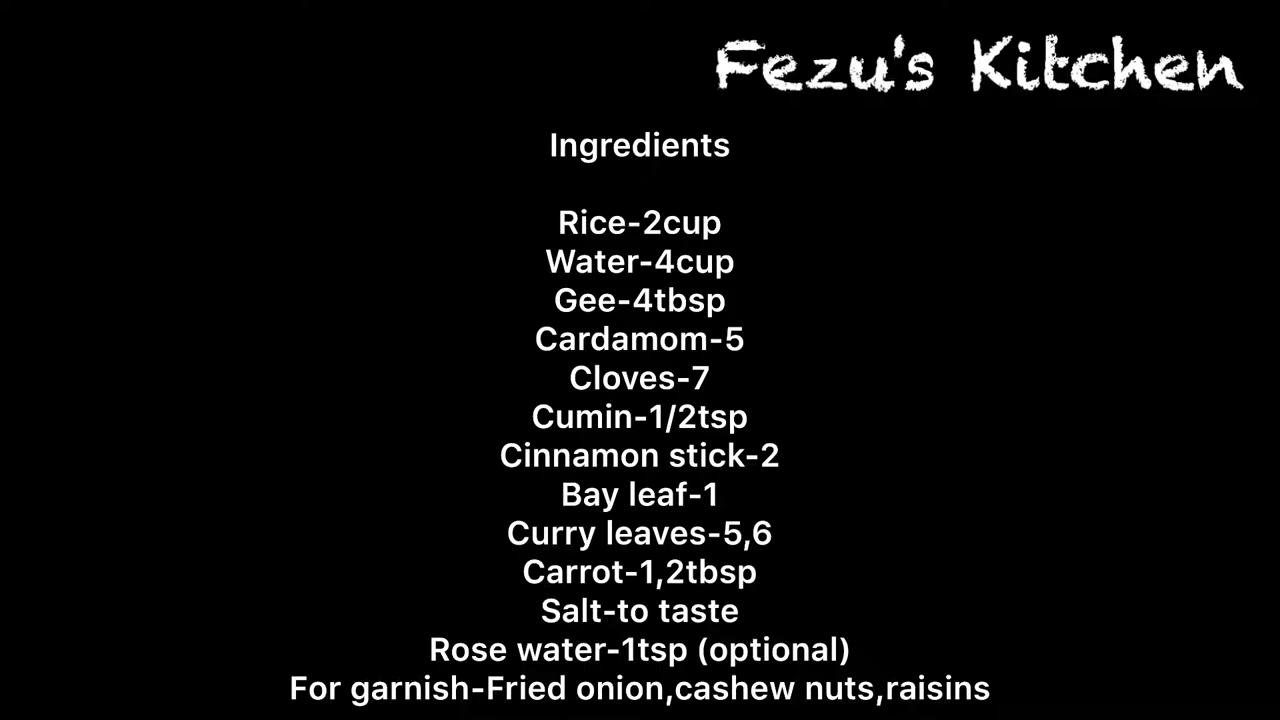 Fezu's Kitchen
Ingredients
Rice-2cup
Water-4cup
Gee-4tbsp
Cardamom-5
Cloves-7
Cumin-1/2tsp
Cinnamon stick-2
Bay leaf-1
Curry leaves-5,6
Carrot-1,2tbsp
Salt-to taste
Rose water-1tsp (optional)
For garnish-Fried onion,cashew nuts,raisins